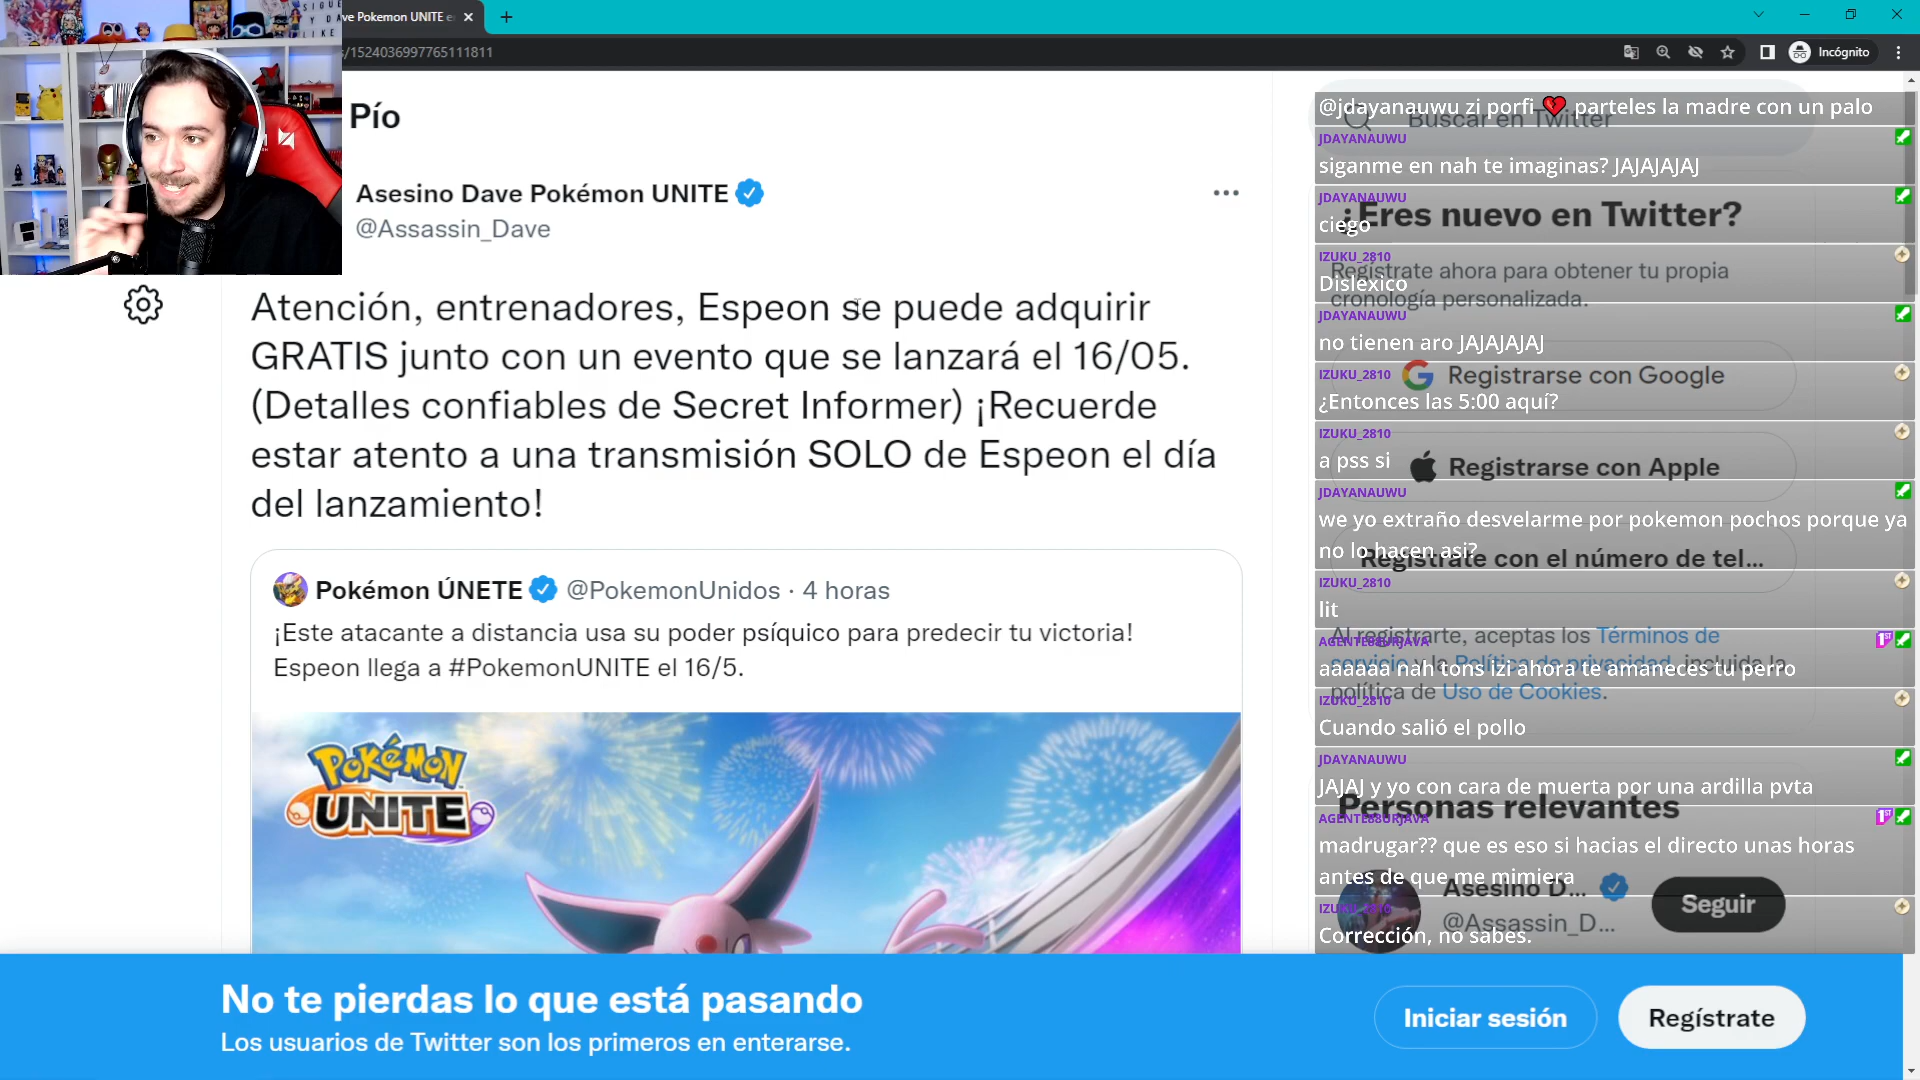 ve Pokemon UNITE e
/1524036997765111811
Incógnito
SIGUE
Y DA
LIKE
Pío
Asesino Dave Pokémon UNITE
@Assassin_Dave
Atención, entrenadores, Espeon se puede adquirir
GRATIS junto con un evento que se lanzará el 16/05.
(Detalles confiables de Secret Informer) ¡Recuerde
estar atento a una transmisión SOLO de Espeon el día
del lanzamiento!
Pokémon ÚNETE @PokemonUnidos · 4 horas
¡Este atacante a distancia usa su poder psíquico para predecir tu victoria!
Espeon llega a #PokemonUNITE el 16/5.
POKÉMON
UNITE
Buscar en Twitter
¿Eres nuevo en Twitter?
Regístrate ahora para obtener tu propia
cronología personalizada.
Registrarse con Google
Registrarse con Apple
Regístrate con el número de tel...
Al registrarte, aceptas los Términos de
servicio y la Política de privacidad, incluida la
política de Uso de Cookies.
Personas relevantes
Asesino D...
@Assassin_D...
Seguir
@jdayanauwu zi porfi 💔 parteles la madre con un palo
JDAYANAUWU
siganme en nah te imaginas? JAJAJAJAJ
JDAYANAUWU
ciego
IZUKU_2810
Dislexico
JDAYANAUWU
no tienen aro JAJAJAJAJ
IZUKU_2810
¿Entonces las 5:00 aquí?
IZUKU_2810
a pss si
JDAYANAUWU
we yo extraño desvelarme por pokemon pochos porque ya
no lo hacen asi?
IZUKU_2810
lit
AGENTE88URJAVA
1ST
aaaaaa nah tons izi ahora te amaneces tu perro
IZUKU_2810
Cuando salió el pollo
JDAYANAUWU
JAJAJ y yo con cara de muerta por una ardilla pvta
AGENTE88URJAVA
1ST
madrugar?? que es eso si hacias el directo unas horas
antes de que me mimiera
IZUKU_2810
Corrección, no sabes.
No te pierdas lo que está pasando
Los usuarios de Twitter son los primeros en enterarse.
Iniciar sesión
Regístrate